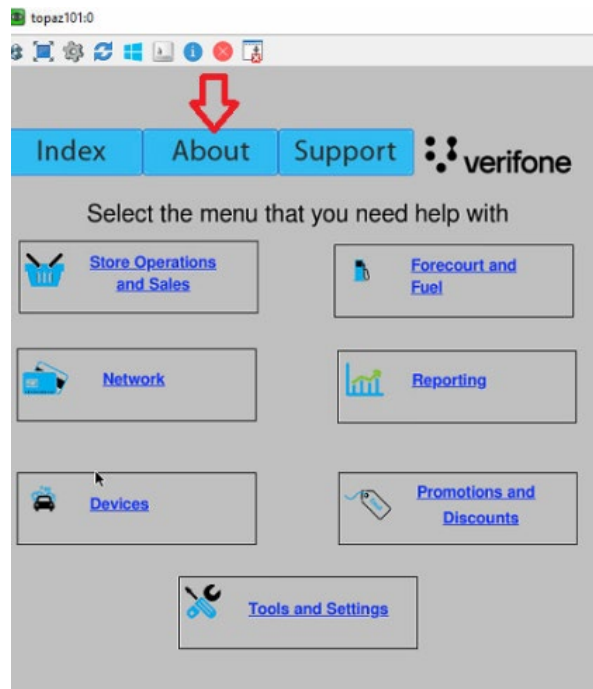 topaz101:0
Index About Support verifone
Select the menu that you need help with
Store Operations
and Sales
Forecourt and
Fuel
Network
Reporting
Devices
Promotions and
Discounts
Tools and Settings